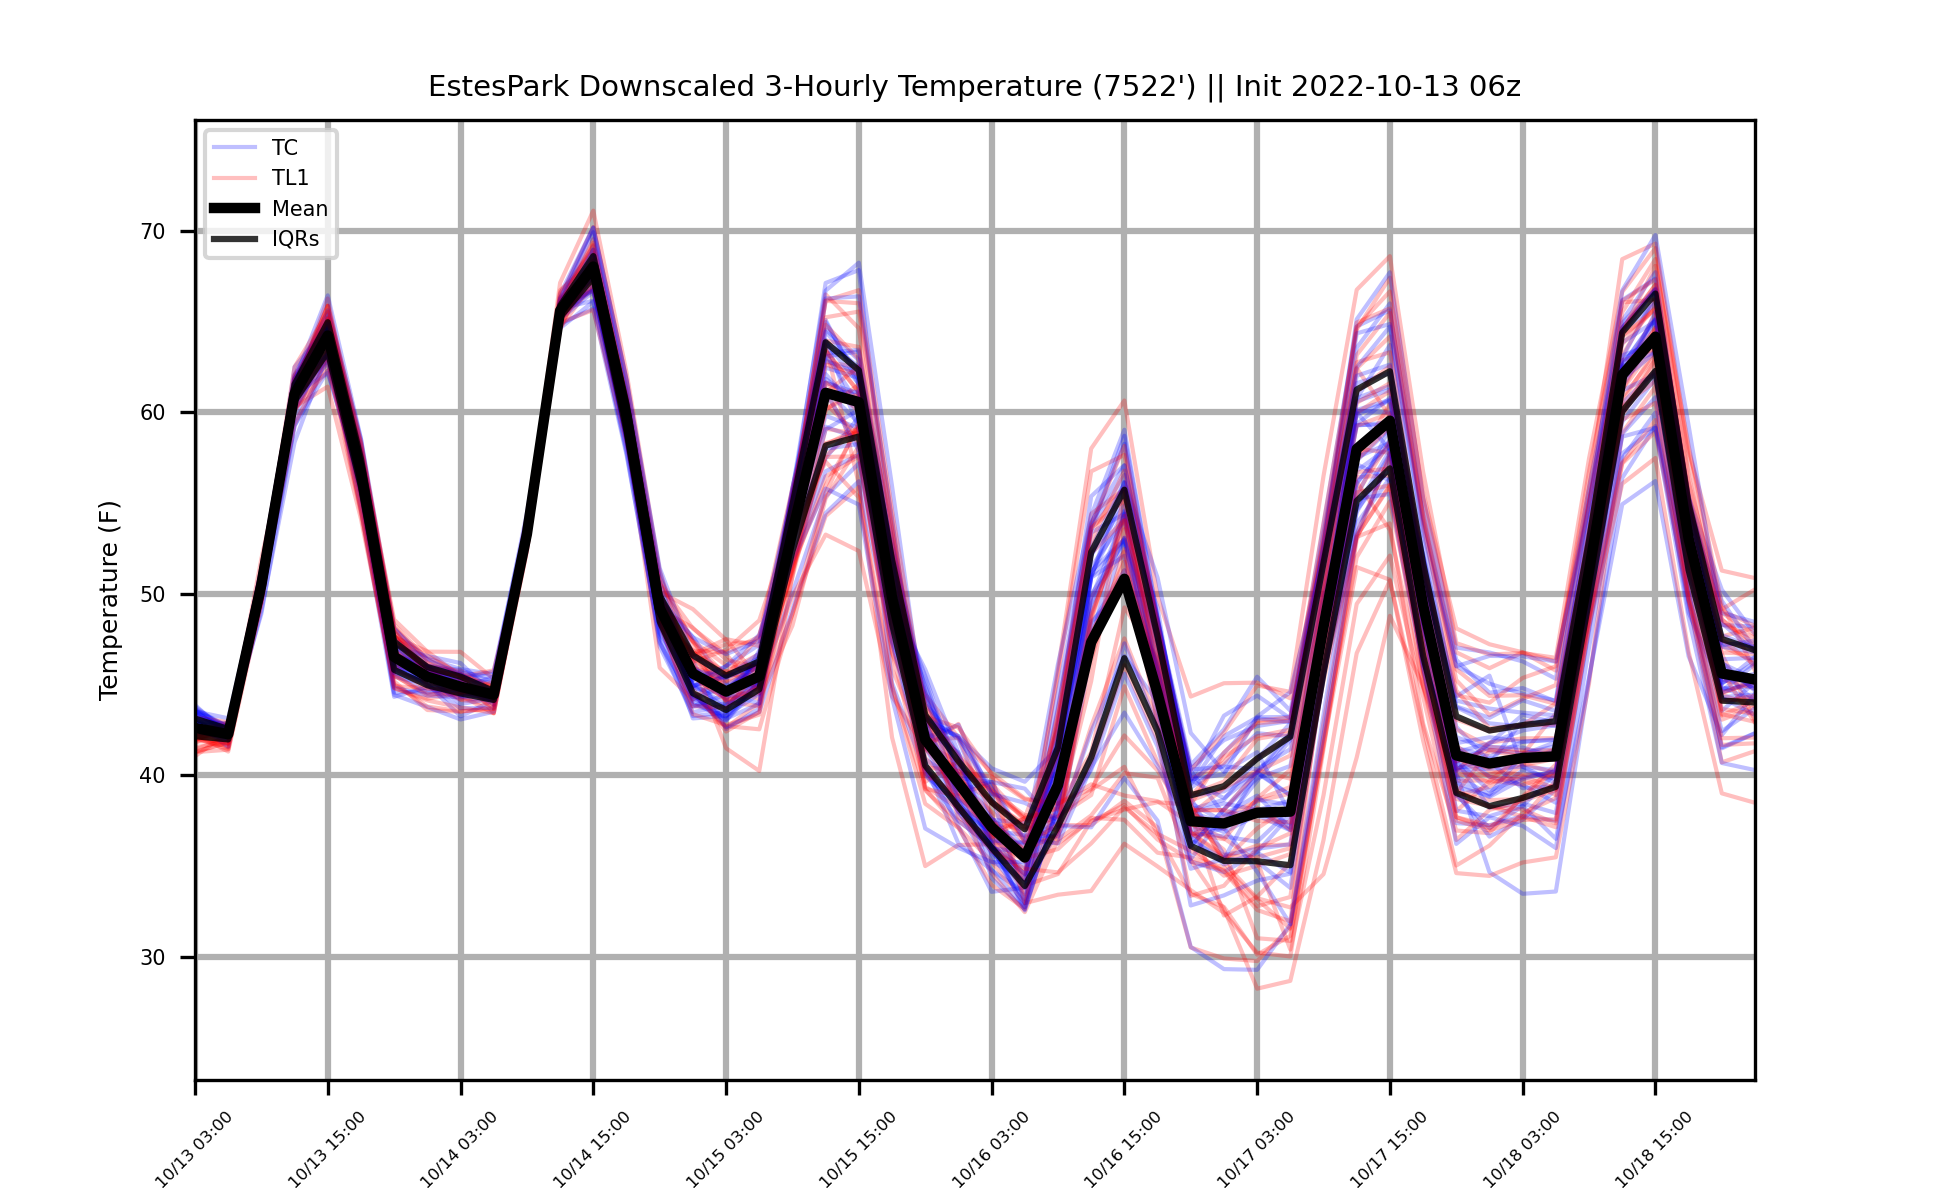 EstesPark Downscaled 3-Hourly Temperature (7522') || Init 2022-10-13 06z
TC
TL1
Mean
IQRs
Temperature (F)
70
60
50
40
30
10/13 03:00
10/13 15:00
10/14 03:00
10/14 15:00
10/15 03:00
10/15 15:00
10/16 03:00
10/16 15:00
10/17 03:00
10/17 15:00
10/18 03:00
10/18 15:00